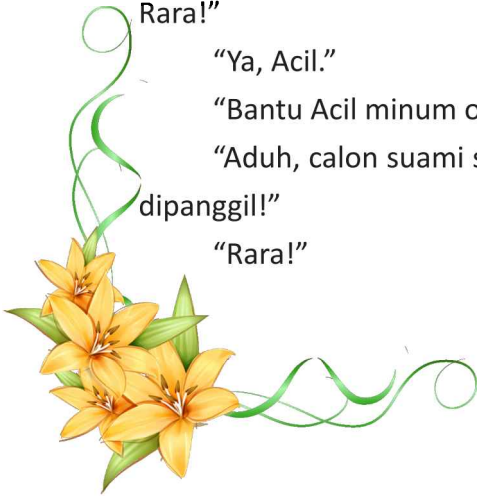 Rara!”
“Ya, Acil.”
“Bantu Acil minum
“Aduh, calon suami
dipanggil!”
“Rara!”